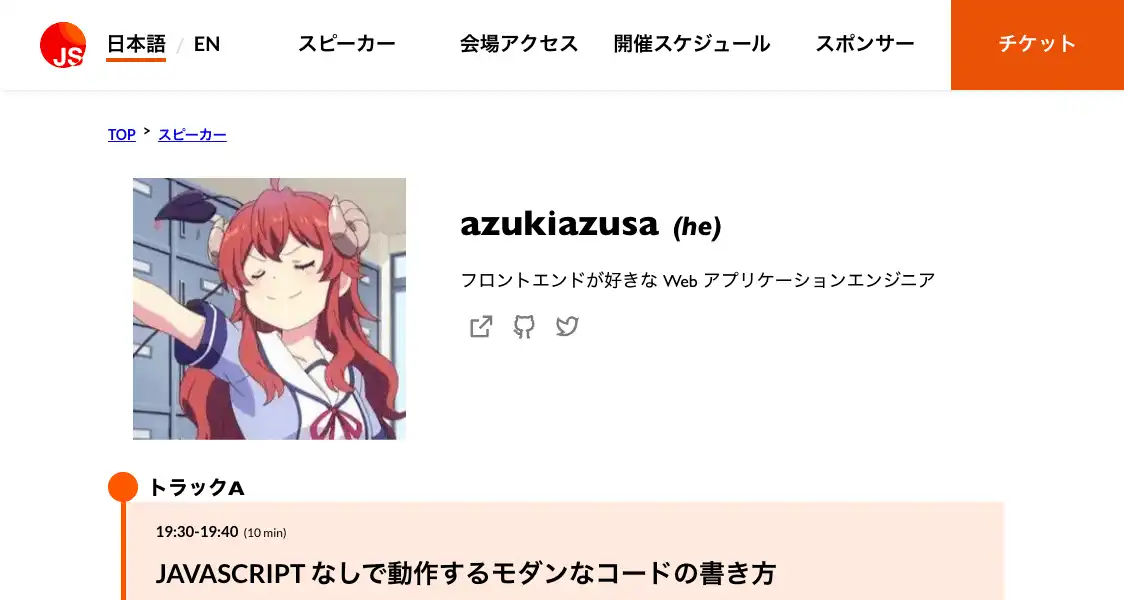 JS 日本語 / EN スピーカー 会場アクセス 開催スケジュール スポンサー チケット
TOP > スピーカー
azukiazusa (he)
フロントエンドが好きな Web アプリケーションエンジニア
トラックA
19:30-19:40 (10 min)
JAVASCRIPT なしで動作するモダンなコードの書き方